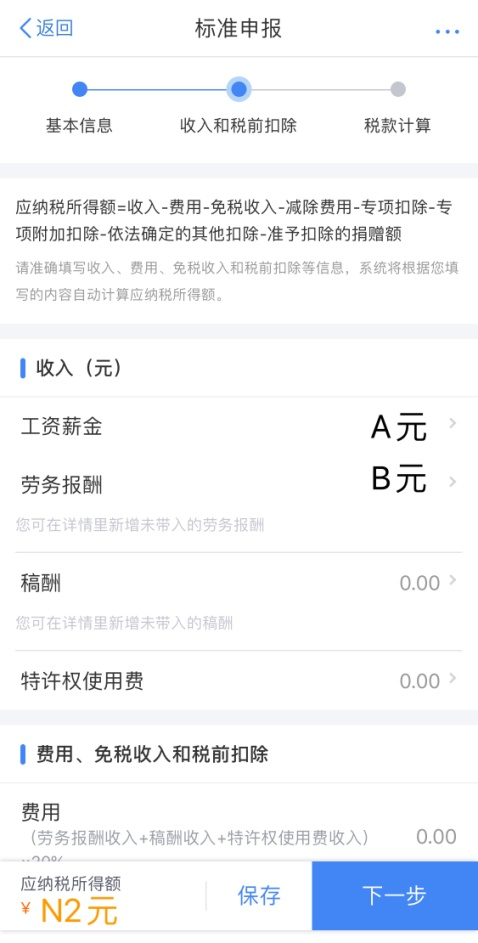 返回
标准申报
...
基本信息
收入和税前扣除
税款计算
应纳税所得额=收入-费用-免税收入-减除费用-专项扣除-专
项附加扣除-依法确定的其他扣除-准予扣除的捐赠额
请准确填写收入、费用、免税收入和税前扣除等信息，系统将根据您填
写的内容自动计算应纳税所得额。
收入（元）
工资薪金 A元
劳务报酬 B元
您可在详情里新增未带入的劳务报酬
稿酬 0.00
您可在详情里新增未带入的稿酬
特许权使用费 0.00
费用、免税收入和税前扣除
费用
（劳务报酬收入+稿酬收入+特许权使用费收入） 0.00
×20%
应纳税所得额
¥ N2元
保存
下一步